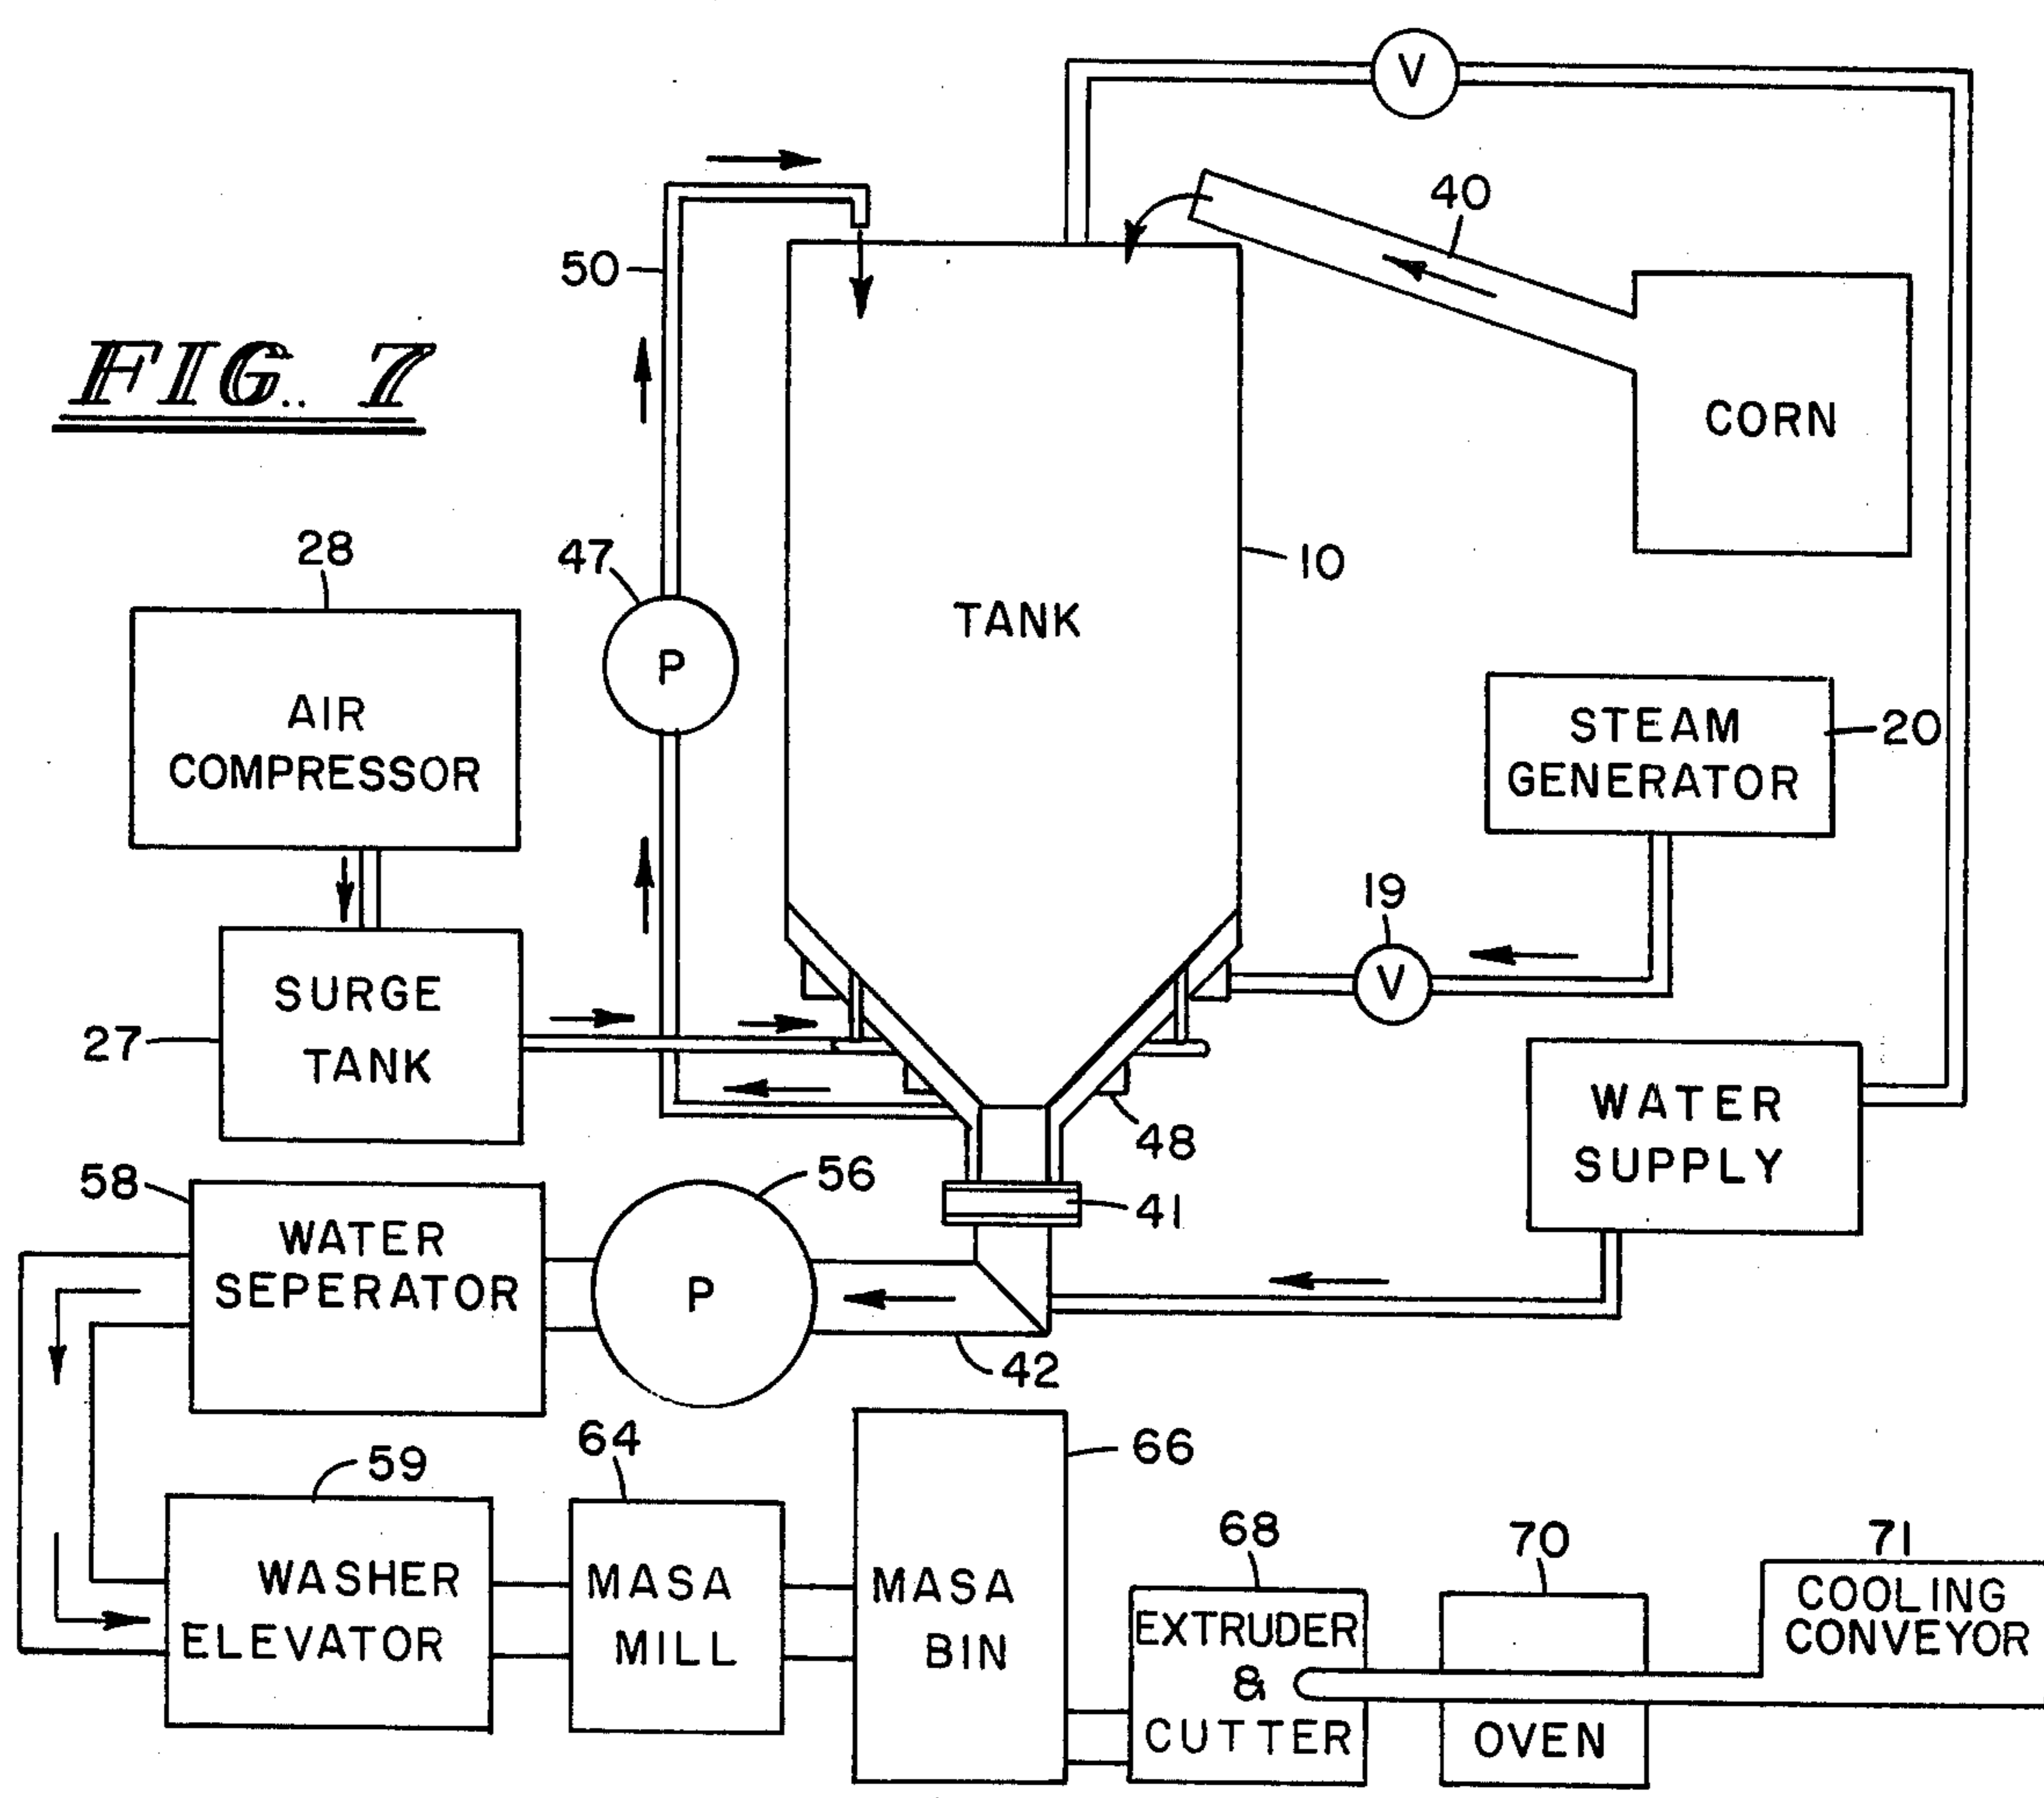 V
40
50
FIG. 7
CORN
28
47
10
TANK
P
AIR
COMPRESSOR
STEAM
GENERATOR
20
19
V
SURGE
TANK
27
WATER
SUPPLY
48
58
56
41
WATER
SEPERATOR
P
42
59
64
66
68
70
71
WASHER
ELEVATOR
MASA
MILL
MASA
BIN
EXTRUDER
&
CUTTER
OVEN
COOLING
CONVEYOR